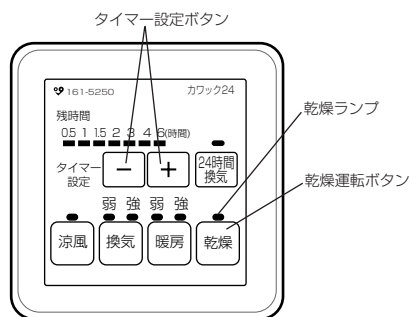 タイマー設定ボタン
161-5250 カワック24
残時間
0.5 1 1.5 2 3 4 6(時間)
タイマー設定
－ ＋
24時間換気
弱 強 弱 強
涼風 換気 暖房 乾燥
乾燥ランプ
乾燥運転ボタン